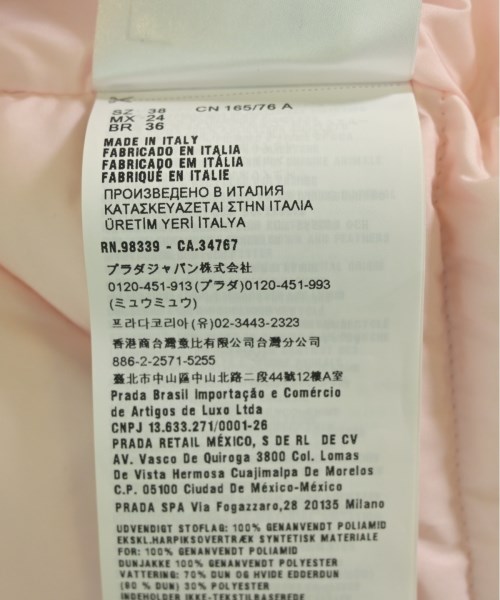 SZ 38 CN 165/76 A
MX 24
BR 36
MADE IN ITALY
FABRICADO EN ITALIA
FABRICADO EM ITÁLIA
FABRIQUÉ EN ITALIE
ПРОИЗВЕДЕНО В ИТАЛИЯ
ΚΑΤΑΣΚΕΥΑΖΕΤΑΙ ΣΤΗΝ ΙΤΑΛΙΑ
ÜRETİM YERİ İTALYA
RN.98339 - CA.34767
プラダジャパン株式会社
0120-451-913(プラダ)0120-451-993
(ミュウミュウ)
프라다코리아(유)02-3443-2323
香港商台灣臺比有限公司台灣分公司
886-2-2571-5255
臺北市中山區中山北路二段44號12樓A室
Prada Brasil Importação e Comércio
de Artigos de Luxo Ltda
CNPJ 13.633.271/0001-26
PRADA RETAIL MÉXICO, S DE RL DE CV
AV. Vasco De Quiroga 3800 Col. Lomas
De Vista Hermosa Cuajimalpa De Morelos
C.P. 05100 Ciudad De México-México
PRADA SPA Via Fogazzaro,28 20135 Milano
UDVENDIGT STOFLAG: 100% GENANVENDT POLIAMID
EKSKL.HARPIKSOVERTRÆK SYNTETISK MATERIALE
FOR: 100% GENANVENDT POLIAMID
DUNJAKKE 100% GENANVENDT POLYESTER
VATTERING: 70% DUN OG HVIDE EDDERDUN
(80 % DUN) 30% POLYESTER
INDEHOLDER IKKE-TEKSTILBARESEDE